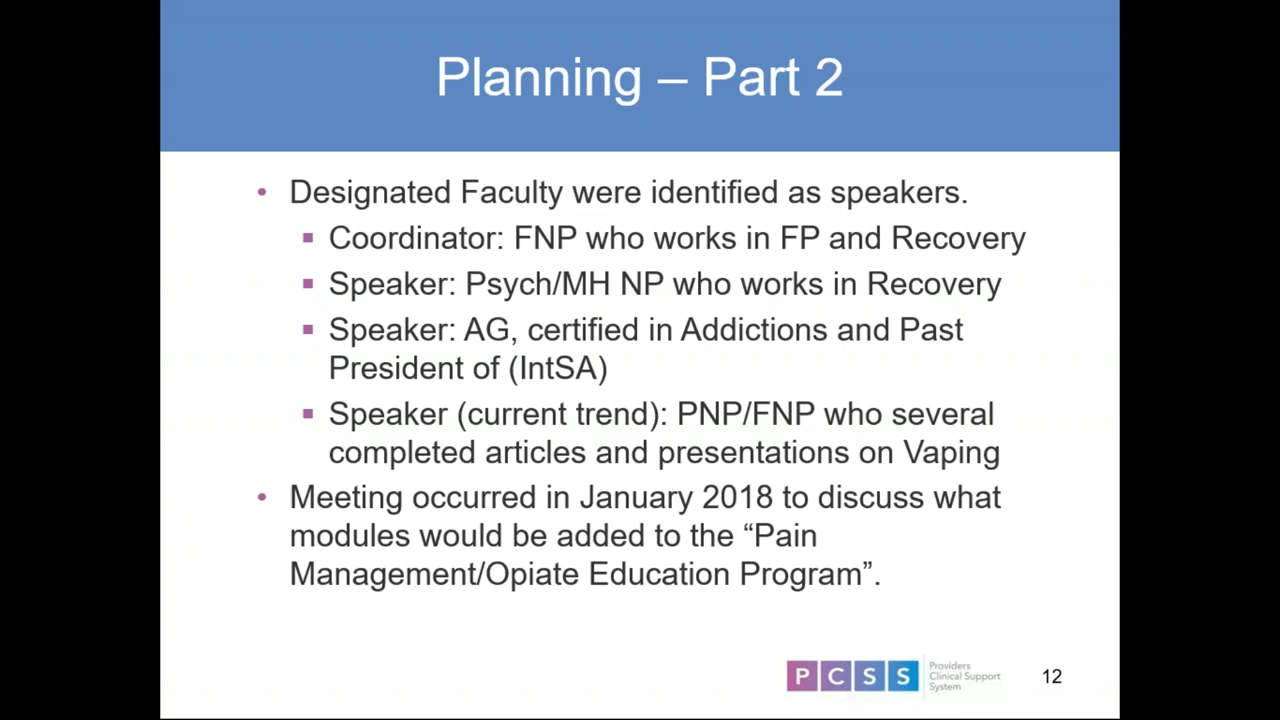 Planning – Part 2
• Designated Faculty were identified as speakers.
▪ Coordinator: FNP who works in FP and Recovery
▪ Speaker: Psych/MH NP who works in Recovery
▪ Speaker: AG, certified in Addictions and Past
President of (IntSA)
▪ Speaker (current trend): PNP/FNP who several
completed articles and presentations on Vaping
• Meeting occurred in January 2018 to discuss what
modules would be added to the “Pain
Management/Opiate Education Program”.
PCSS
Providers
Clinical Support
System
12